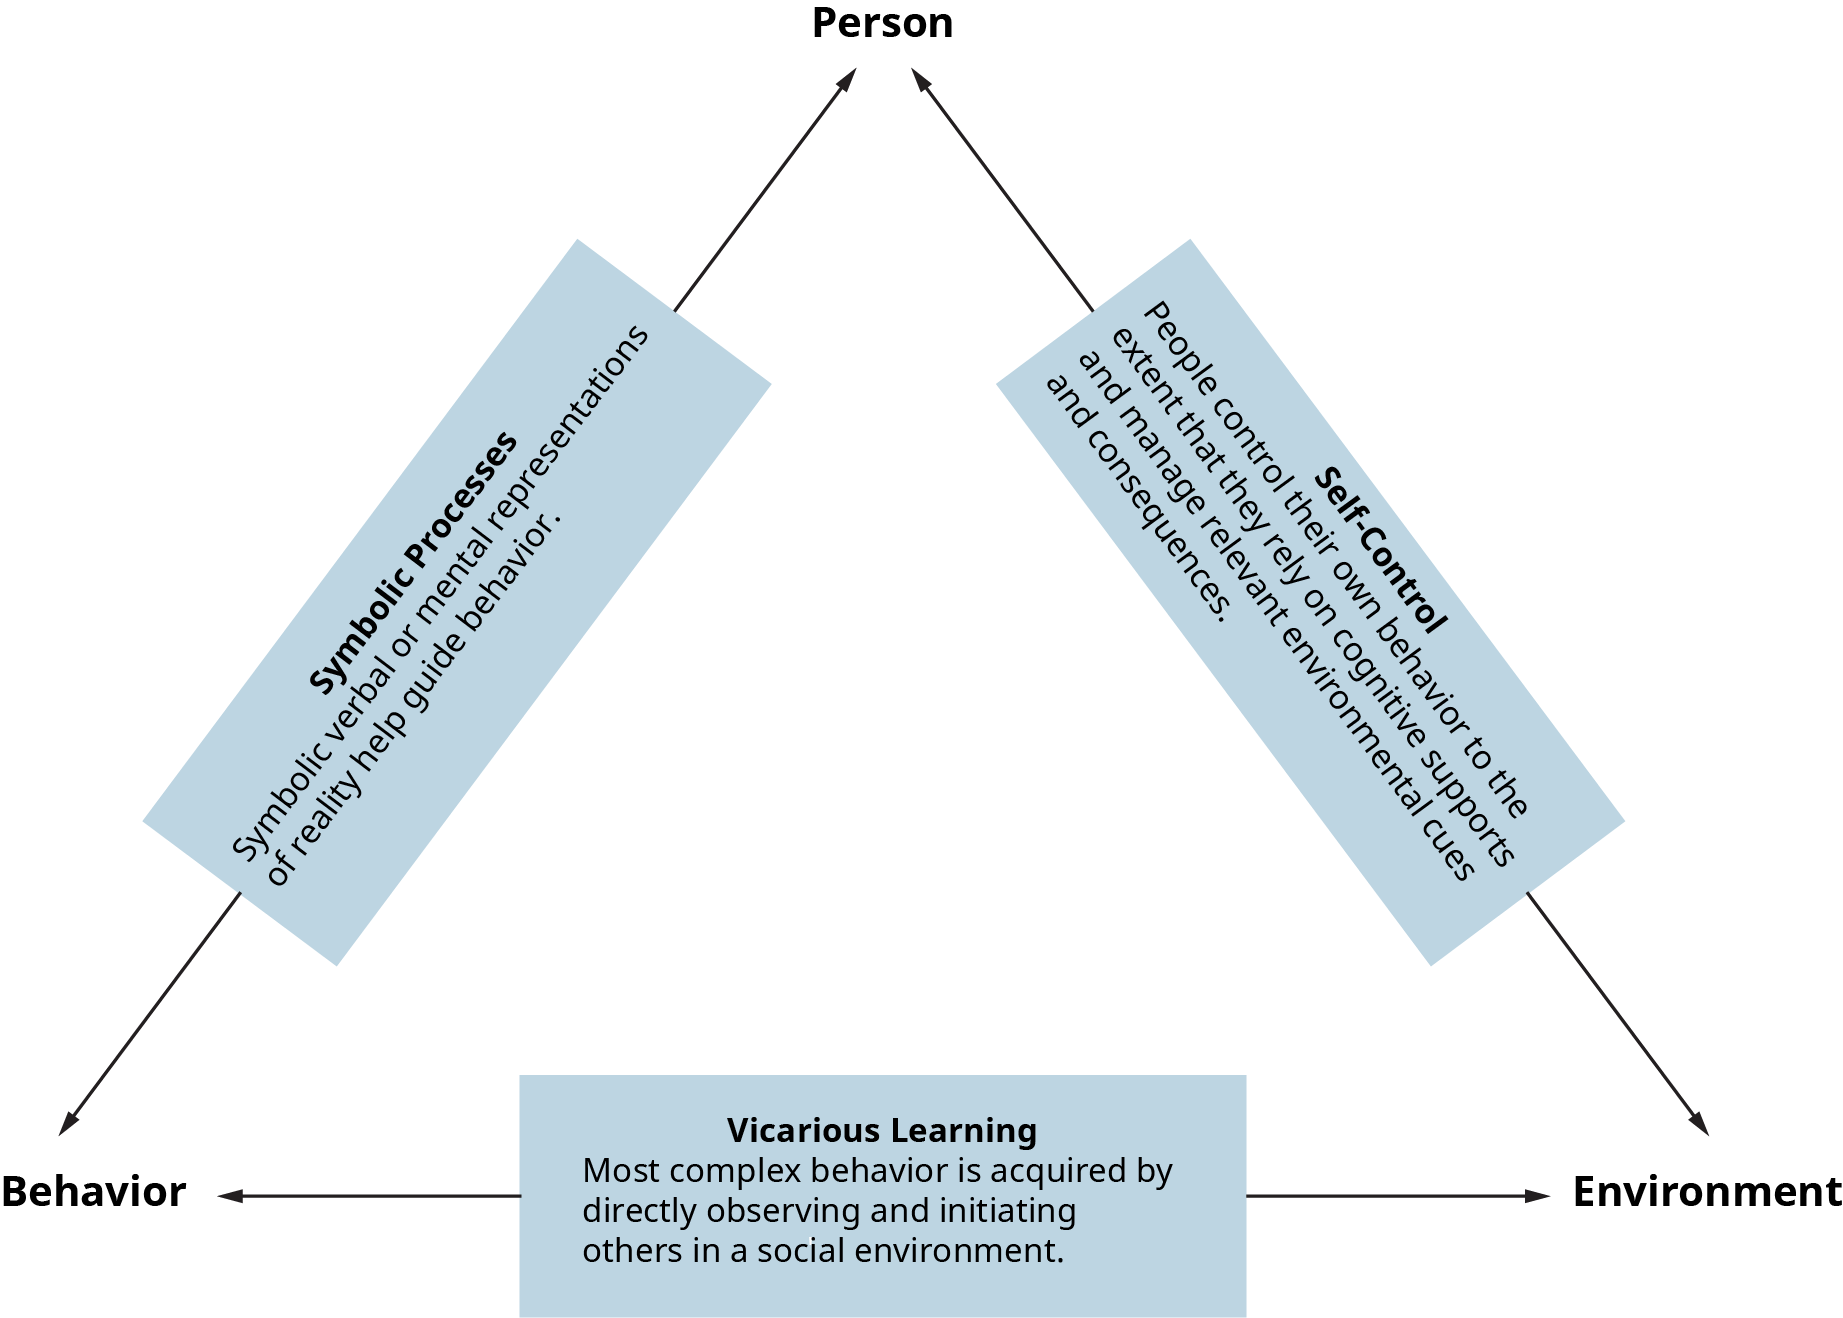 Person
Symbolic Processes
Symbolic verbal or mental representations
of reality help guide behavior.
Self-Control
People control their own behavior to the
extent that they rely on cognitive supports
and manage relevant environmental cues
and consequences.
Vicarious Learning
Most complex behavior is acquired by
directly observing and initiating
others in a social environment.
Behavior
Environment